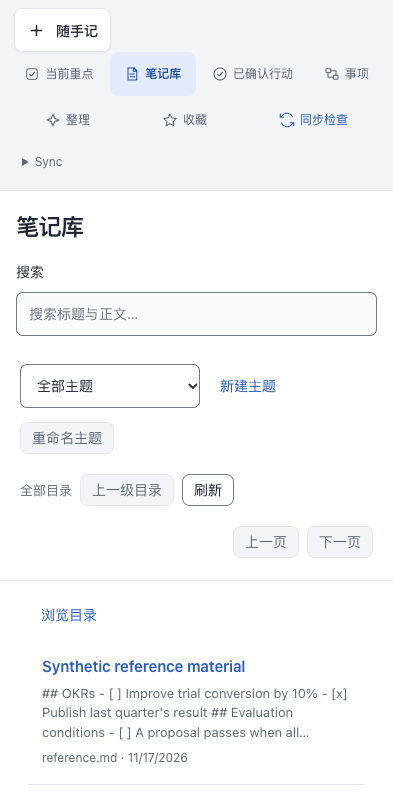 随手记
当前重点 笔记库 已确认行动 事项
整理 收藏 同步检查
Sync
笔记库
搜索
搜索标题与正文...
全部主题 新建主题
重命名主题
全部目录 上一级目录 刷新
上一页 下一页
浏览目录
Synthetic reference material
## OKRs - [ ] Improve trial conversion by 10% - [x]
Publish last quarter's result ## Evaluation
conditions - [ ] A proposal passes when all...
reference.md · 11/17/2026